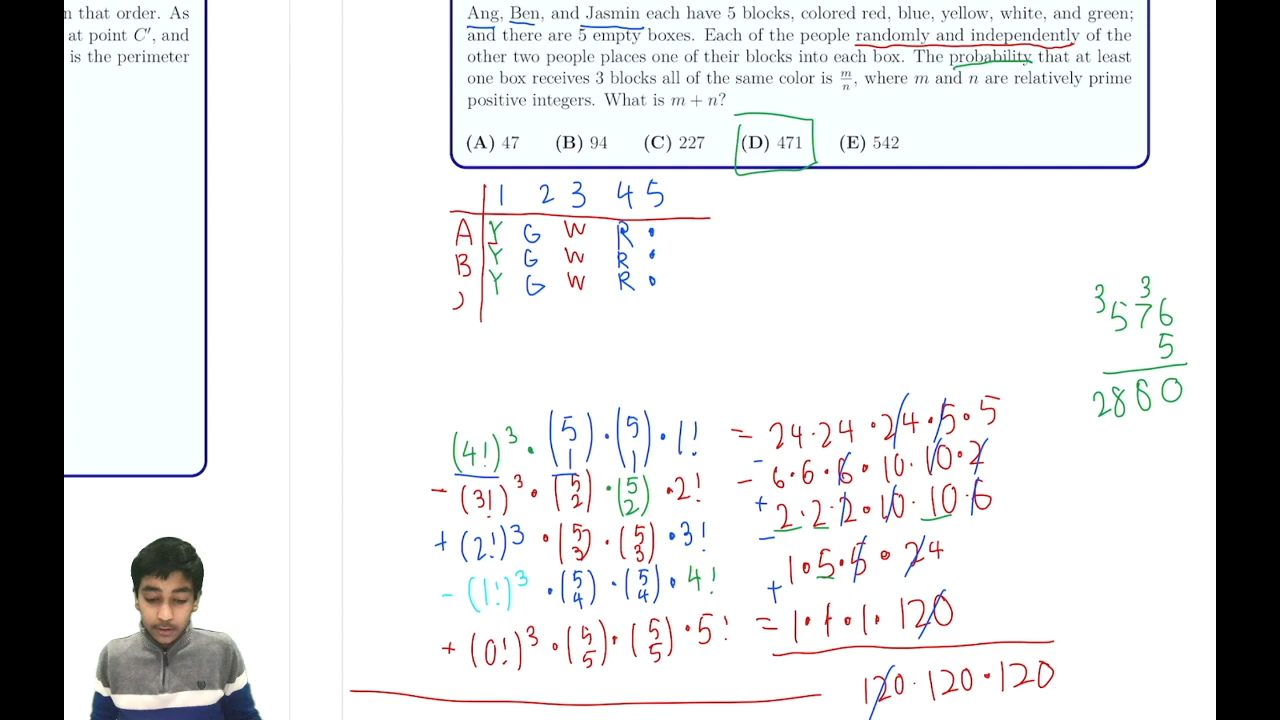 n that order. As
at point C′, and
is the perimeter
Ang, Ben, and Jasmin each have 5 blocks, colored red, blue, yellow, white, and green;
and there are 5 empty boxes. Each of the people randomly and independently of the
other two people places one of their blocks into each box. The probability that at least
one box receives 3 blocks all of the same color is m/n, where m and n are relatively prime
positive integers. What is m + n?
(A) 47 (B) 94 (C) 227 (D) 471 (E) 542
1 2 3 4 5
A Y G W R •
B Y G W R •
J Y G W R •
3 3
576
5
2880
(4!)³ · (5 1) · (5 1) · 1! = 24·24·24·5·5
- (3!)³ · (5 2) · (5 2) · 2! = - 6·6·6·10·10·2
+ (2!)³ · (5 3) · (5 3) · 3! + 2·2·2·10·10·6
- (1!)³ · (5 4) · (5 4) · 4! - 1·5·5·24
+ (0!)³ · (5 5) · (5 5) · 5! = + 1·1·1·120
120·120·120